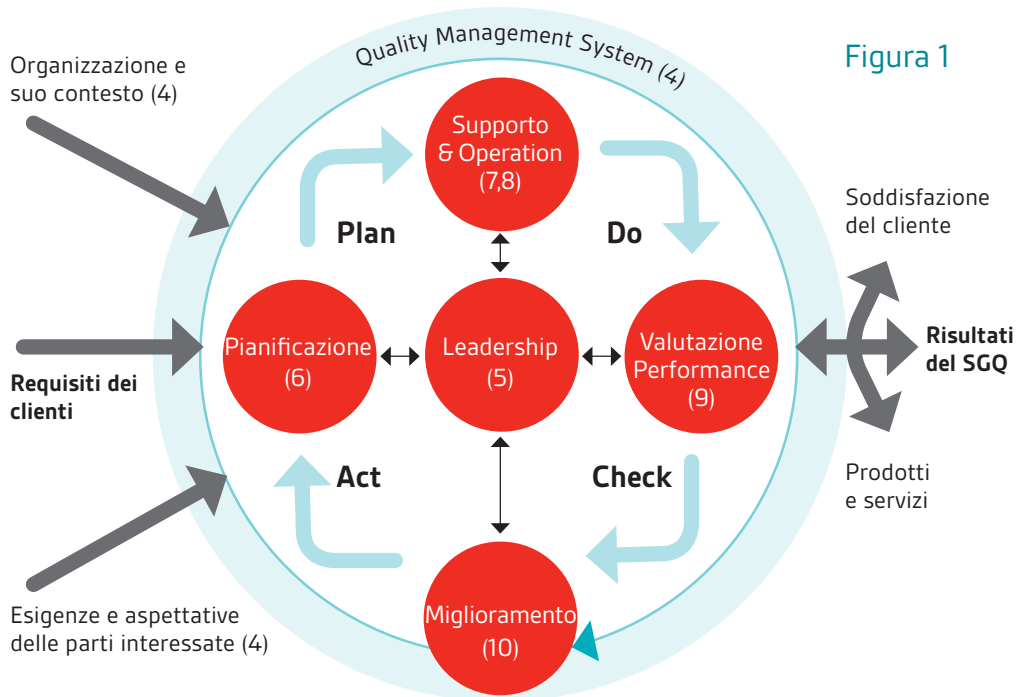 Quality Management System (4)
Figura 1
Organizzazione e
suo contesto (4)
Supporto
& Operation
(7,8)
Soddisfazione
del cliente
Plan
Do
Pianificazione
(6)
Leadership
(5)
Valutazione
Performance
(9)
Risultati
del SGQ
Requisiti dei
clienti
Act
Check
Prodotti
e servizi
Esigenze e aspettative
delle parti interessate (4)
Miglioramento
(10)